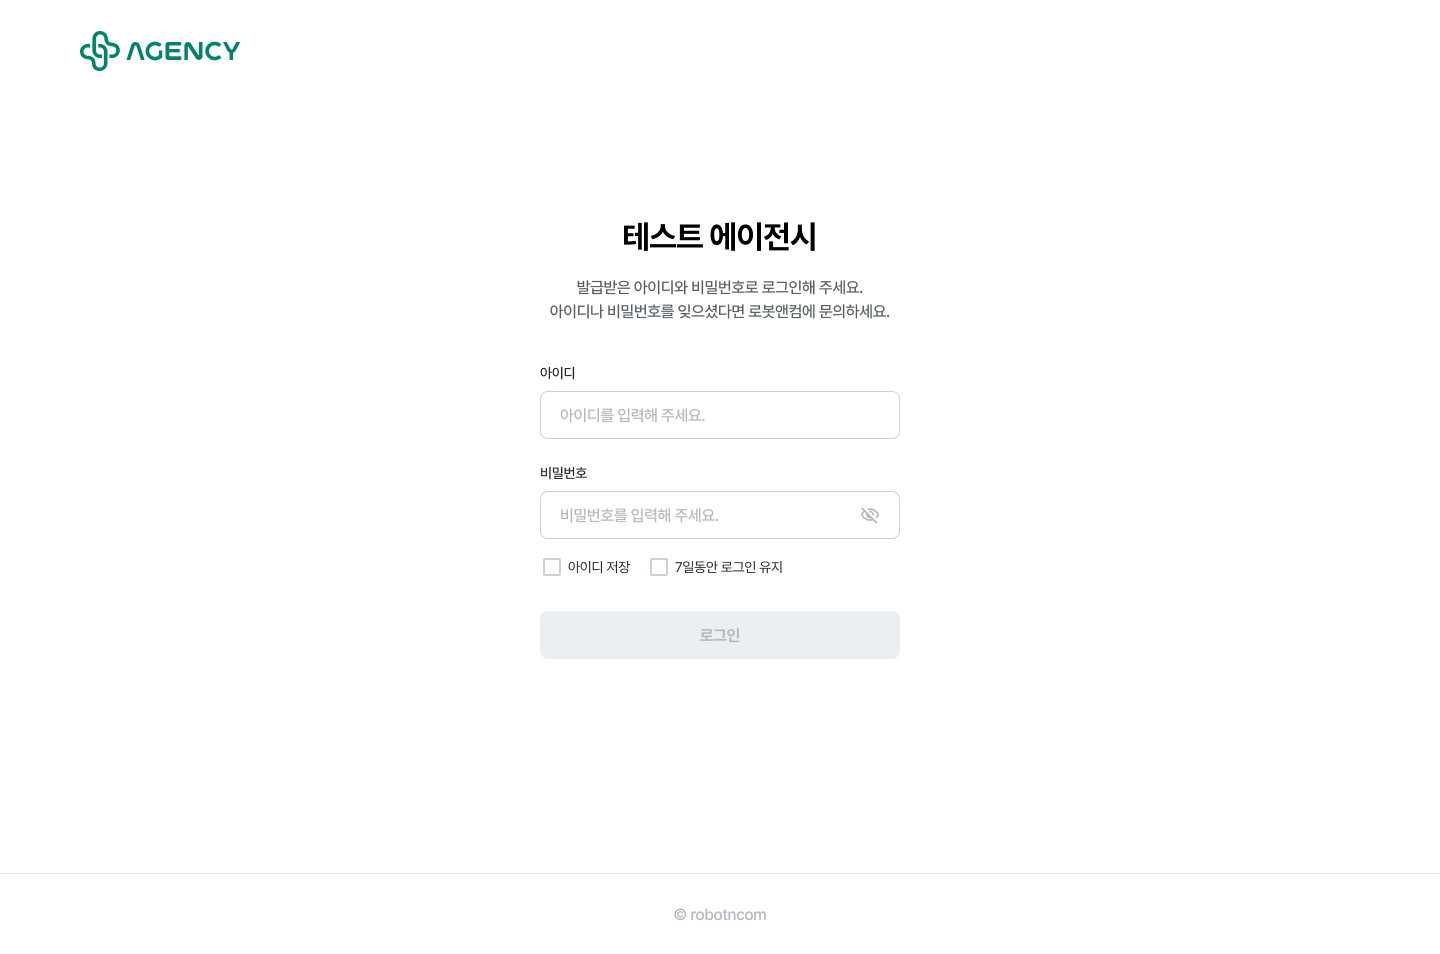 AGENCY
테스트 에이전시
발급받은 아이디와 비밀번호로 로그인해 주세요.
아이디나 비밀번호를 잊으셨다면 로봇앤컴에 문의하세요.
아이디
아이디를 입력해 주세요.
비밀번호
비밀번호를 입력해 주세요.
아이디 저장 7일동안 로그인 유지
로그인
© robotncom